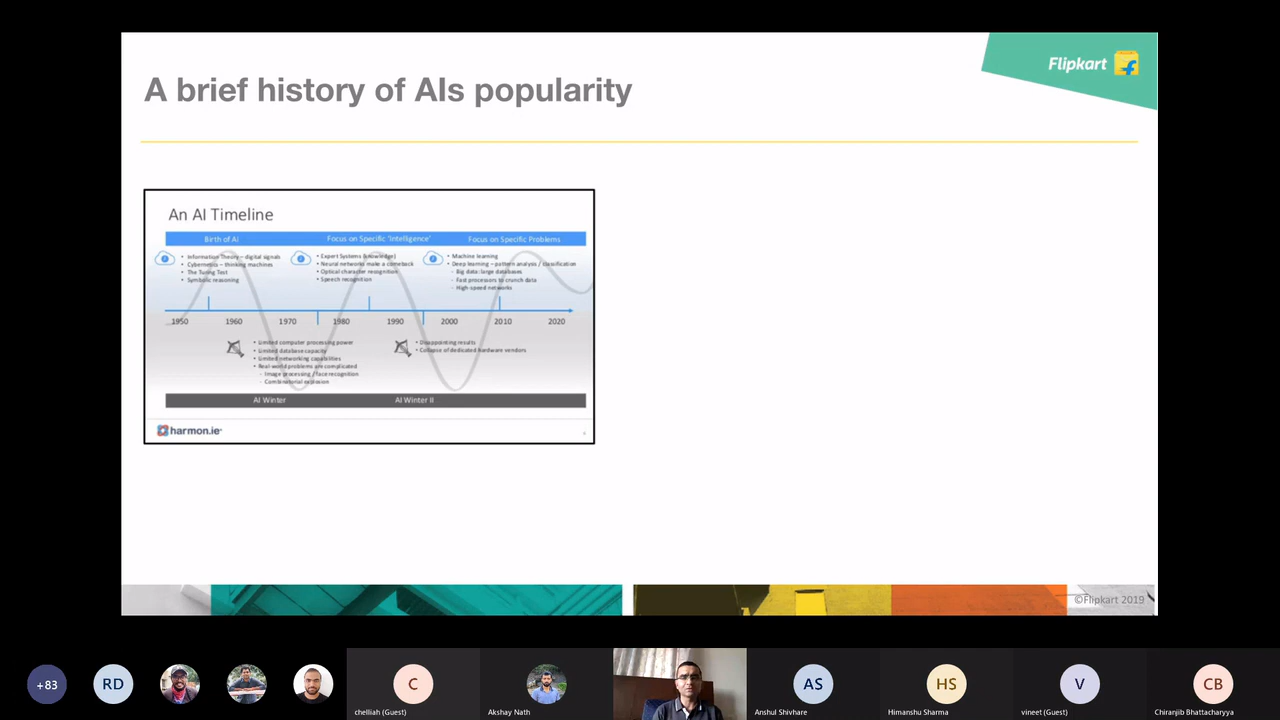 A brief history of AIs popularity
Flipkart
An AI Timeline
Birth of AI
Focus on Specific 'Intelligence'
Focus on Specific Problems
• Information Theory – digital signals
• Cybernetics – thinking machines
• The Turing Test
• Symbolic reasoning
• Expert Systems (knowledge)
• Neural networks make a comeback
• Optical character recognition
• Speech recognition
• Machine learning
• Deep learning – pattern analysis / classification
– Big data: large databases
– Fast processors to crunch data
– High-speed networks
1950 1960 1970 1980 1990 2000 2010 2020
• Limited computer processing power
• Limited database capacity
• Limited networking capabilities
• Real world problems are complicated
– Image processing / face recognition
– Combinatorial explosion
• Disappointing results
• Collapse of dedicated hardware vendors
AI Winter
AI Winter II
harmon.ie
©Flipkart 2019
+83
RD
C
chelliah (Guest)
Akshay Nath
AS
Anshul Shivhare
HS
Himanshu Sharma
V
vineet (Guest)
CB
Chiranjib Bhattacharyya